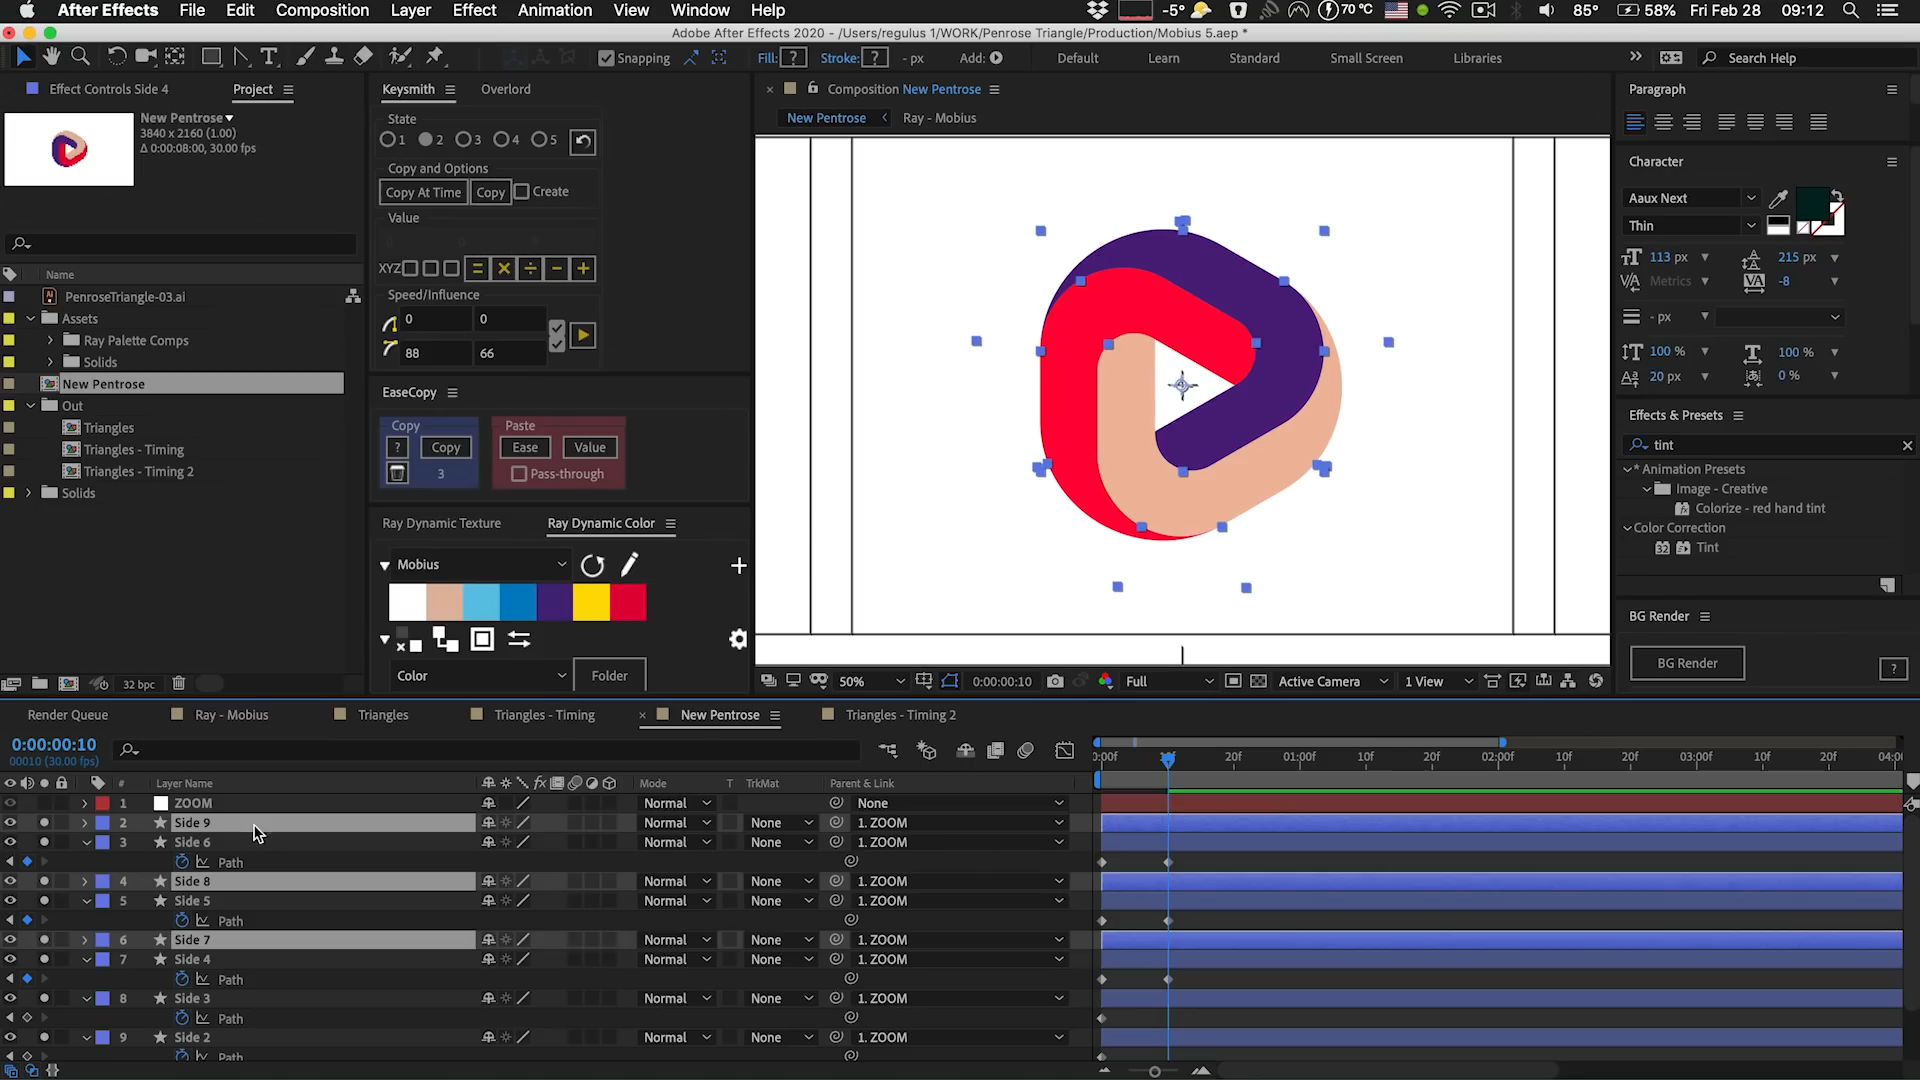 After Effects File Edit Composition Layer Effect Animation View Window Help -5° 70 °C 85° 58% Fri Feb 28 09:12
Adobe After Effects 2020 - /Users/regulus 1/WORK/Penrose Triangle/Production/Mobius 5.aep *
Snapping Fill: ? Stroke: ? - px Add: Default Learn Standard Small Screen Libraries Search Help
Effect Controls Side 4 Project
New Pentrose
3840 x 2160 (1.00)
Δ 0:00:08:00, 30.00 fps
Name
PenroseTriangle-03.ai
Assets
Ray Palette Comps
Solids
New Pentrose
Out
Triangles
Triangles - Timing
Triangles - Timing 2
Solids
32 bpc
Keysmith Overlord
State
1 2 3 4 5
Copy and Options
Copy At Time Copy Create
Value
XYZ = × ÷ − +
Speed/Influence
0 0
88 66
EaseCopy
Copy Paste
? Copy Ease Value
3 Pass-through
Ray Dynamic Texture Ray Dynamic Color
Mobius
Color Folder
Composition New Pentrose
New Pentrose Ray - Mobius
50% 0:00:00:10 Full Active Camera 1 View
Paragraph
Character
Aaux Next
Thin
113 px 215 px
Metrics -8
- px
100 % 100 %
20 px 0 %
Effects & Presets
tint
* Animation Presets
Image - Creative
Colorize - red hand tint
Color Correction
32 Tint
BG Render
BG Render ?
Render Queue Ray - Mobius Triangles Triangles - Timing New Pentrose Triangles - Timing 2
0:00:00:10
00010 (30.00 fps)
:00f 20f 01:00f 10f 20f 02:00f 10f 20f 03:00f 10f 20f 04:0
# Layer Name Mode T TrkMat Parent & Link
1 ZOOM Normal None
2 Side 9 Normal None 1. ZOOM
3 Side 6 Normal None 1. ZOOM
Path
4 Side 8 Normal None 1. ZOOM
5 Side 5 Normal None 1. ZOOM
Path
6 Side 7 Normal None 1. ZOOM
7 Side 4 Normal None 1. ZOOM
Path
8 Side 3 Normal None 1. ZOOM
Path
9 Side 2 Normal None 1. ZOOM
Path